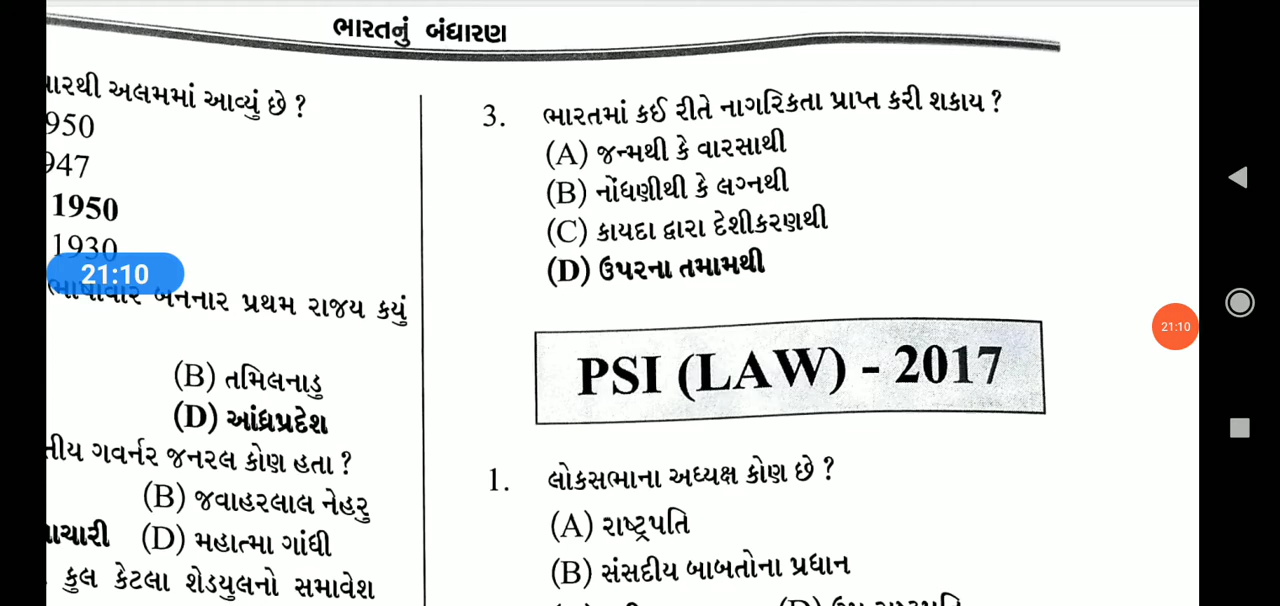 ભારતનું બંધારણ
અલમમાં આવ્યું છે ?
950
947
1950
1930
21:10
બનનાર પ્રથમ રાજય કયું
(B) તમિલનાડુ
(D) આંધ્રપ્રદેશ
ગવર્નર જનરલ કોણ હતા ?
(B) જવાહરલાલ નેહરુ
(D) મહાત્મા ગાંધી
કુલ કેટલા શેડયુલનો સમાવેશ
3. ભારતમાં કઈ રીતે નાગરિકતા પ્રાપ્ત કરી શકાય ?
(A) જન્મથી કે વારસાથી
(B) નોંધણીથી કે લગ્નથી
(C) કાયદા દ્વારા દેશીકરણથી
(D) ઉપરના તમામથી
PSI (LAW) - 2017
1. લોકસભાના અધ્યક્ષ કોણ છે ?
(A) રાષ્ટ્રપતિ
(B) સંસદીય બાબતોના પ્રધાન
21:10